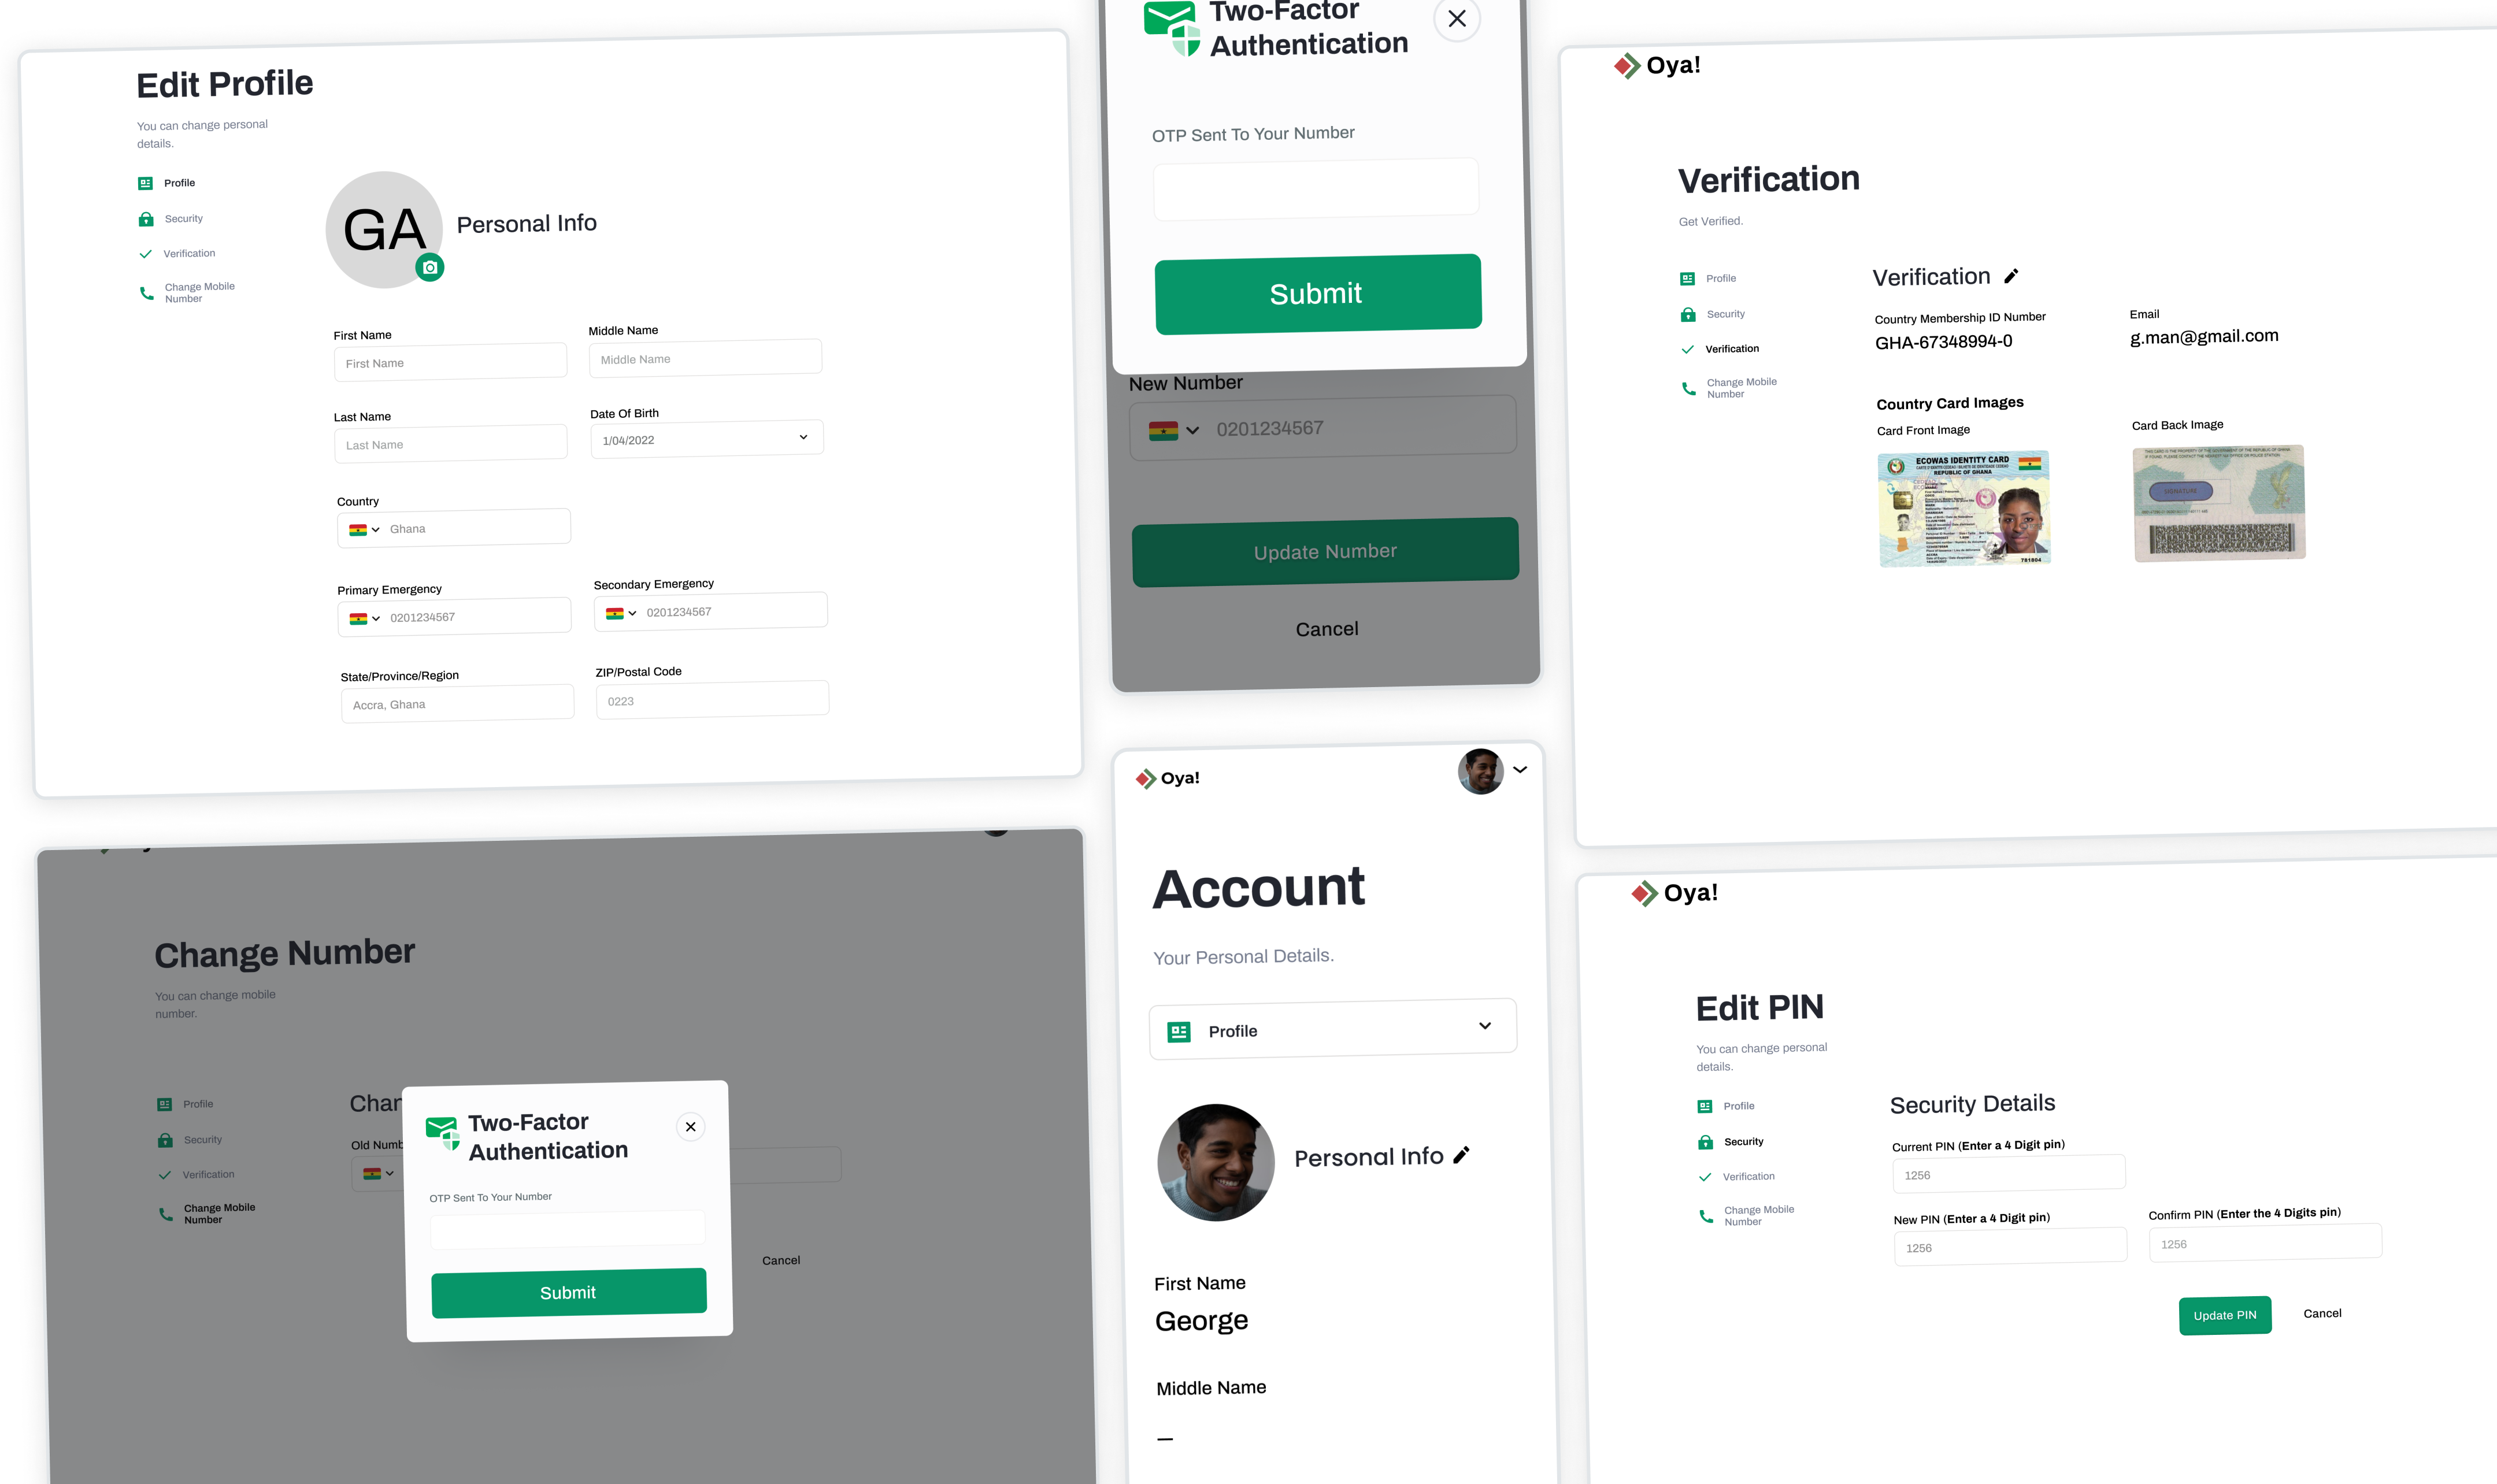 Edit Profile
You can change personal
details.
Profile
Security
Verification
Change Mobile
Number
GA
Personal Info
First Name
First Name
Middle Name
Middle Name
Last Name
Last Name
Date Of Birth
1/04/2022
Country
Ghana
Primary Emergency
0201234567
Secondary Emergency
0201234567
State/Province/Region
Accra, Ghana
ZIP/Postal Code
0223
Two-Factor
Authentication
OTP Sent To Your Number
Submit
New Number
0201234567
Update Number
Cancel
Oya!
Verification
Get Verified.
Profile
Security
Verification
Change Mobile
Number
Verification
Country Membership ID Number
GHA-67348994-0
Email
g.man@gmail.com
Country Card Images
Card Front Image
Card Back Image
ECOWAS IDENTITY CARD
REPUBLIC OF GHANA
781804
SIGNATURE
Change Number
You can change mobile
number.
Profile
Security
Verification
Change Mobile
Number
Chan
Old Numb
Two-Factor
Authentication
OTP Sent To Your Number
Submit
Cancel
Oya!
Account
Your Personal Details.
Profile
Personal Info
First Name
George
Middle Name
—
Oya!
Edit PIN
You can change personal
details.
Profile
Security
Verification
Change Mobile
Number
Security Details
Current PIN (Enter a 4 Digit pin)
1256
New PIN (Enter a 4 Digit pin)
1256
Confirm PIN (Enter the 4 Digits pin)
1256
Update PIN
Cancel